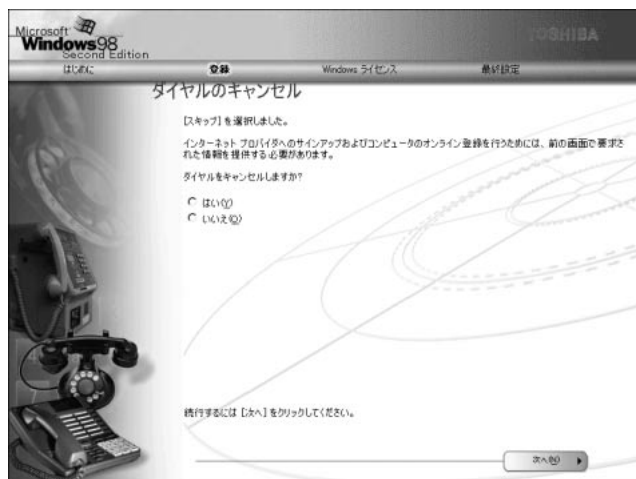 Microsoft
Windows98
Second Edition
TOSHIBA
はじめに
登録
Windows ライセンス
最終設定
ダイヤルのキャンセル
[スキップ] を選択しました。
インターネット プロバイダへのサインアップおよびコンピュータのオンライン登録を行うためには、前の画面で要求さ
れた情報を提供する必要があります。
ダイヤルをキャンセルしますか?
はい(Y)
いいえ(O)
続行するには [次へ] をクリックしてください。
次へ(N)